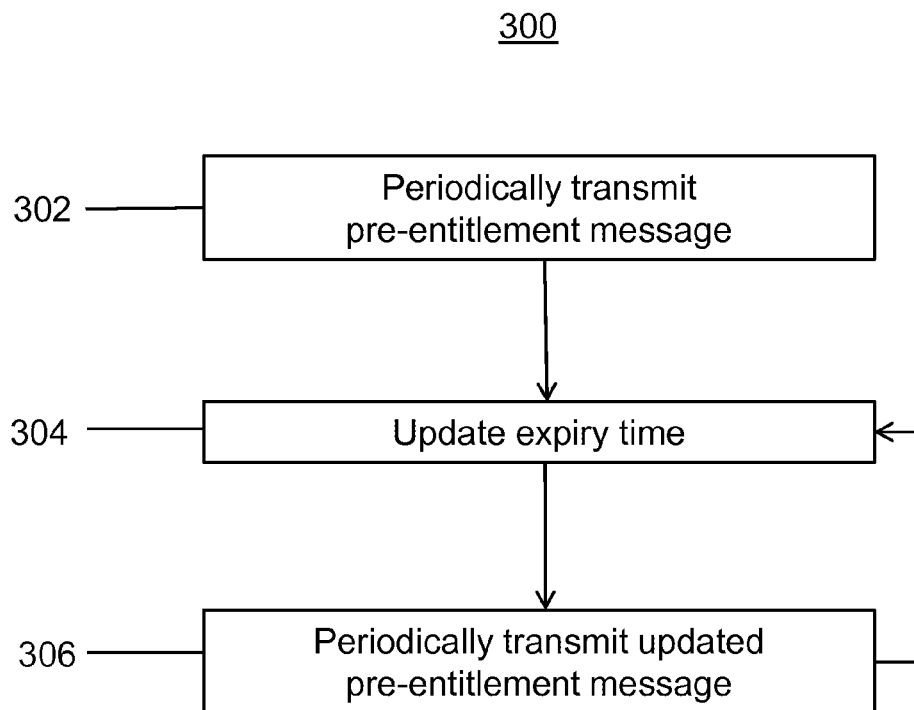 300
302
Periodically transmit
pre-entitlement message
304
Update expiry time
306
Periodically transmit updated
pre-entitlement message